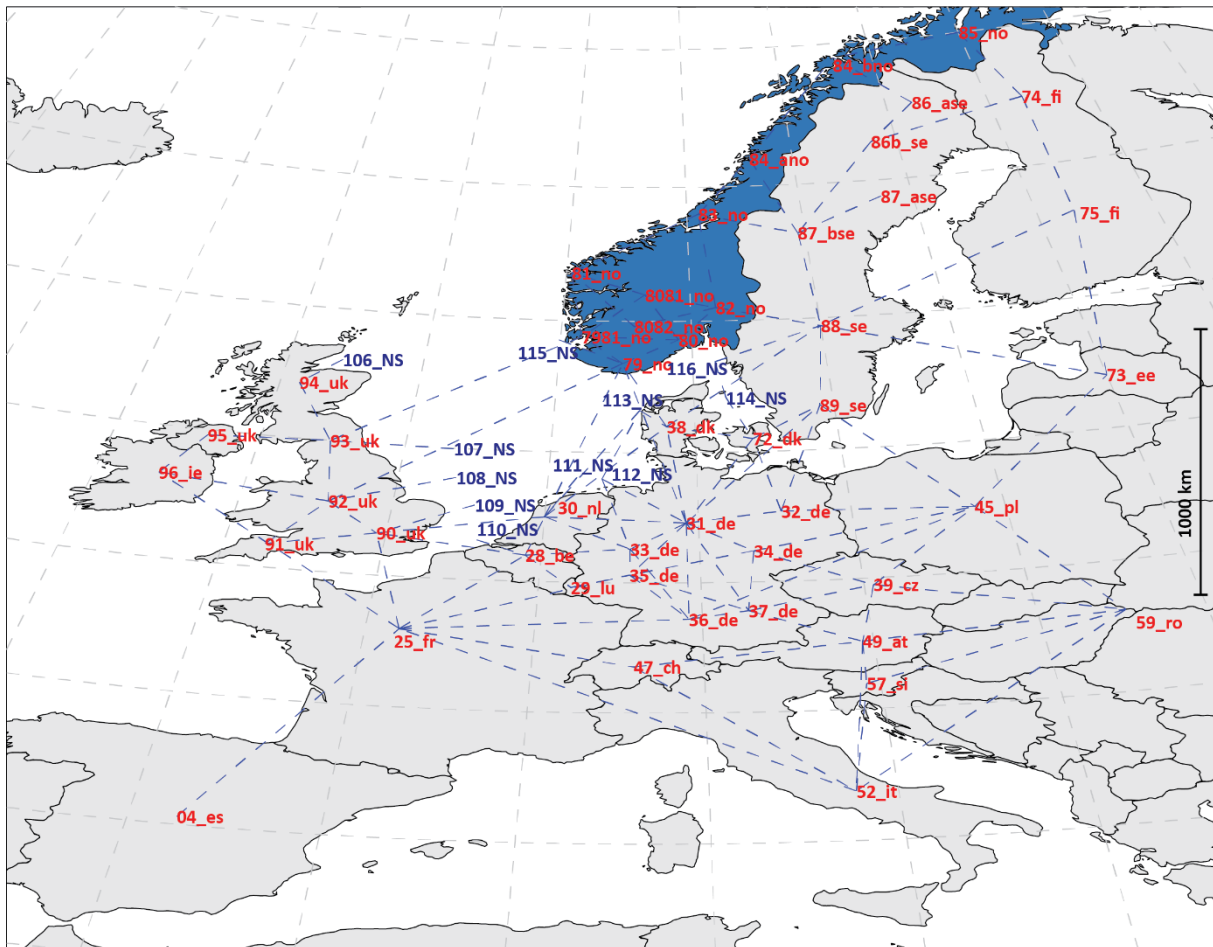 85_no
84_bno
86_ase
74_fi
86b_se
84_ano
87_ase
83_no
75_fi
87_bse
81_no
8081_no
82_no
8082_no
88_se
7981_no
80_no
115_NS
106_NS
79_no
116_NS
73_ee
94_uk
113_NS
114_NS
89_se
38_dk
95_uk
93_uk
72_dk
107_NS
96_ie
111_NS
108_NS
112_NS
92_uk
109_NS
30_nl
45_pl
32_de
1000 km
31_de
110_NS
90_uk
91_uk
28_be
33_de
34_de
35_de
29_lu
39_cz
37_de
36_de
59_ro
25_fr
49_at
47_ch
57_si
52_it
04_es